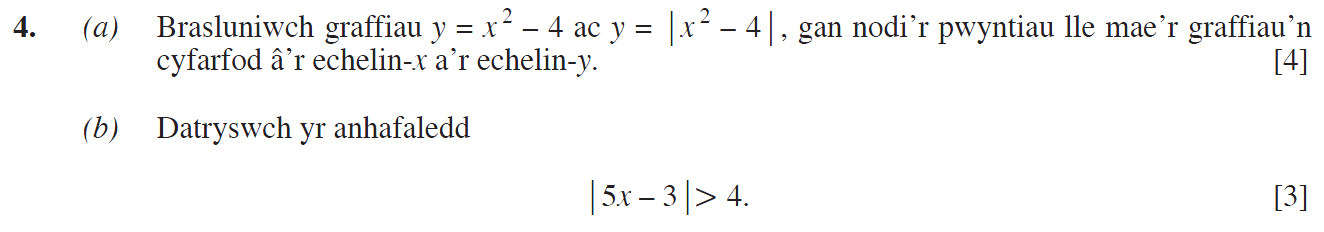 4. (a) Brasluniwch graffiau y = x² – 4 ac y = |x² – 4|, gan nodi’r pwyntiau lle mae’r graffiau’n
cyfarfod â’r echelin-x a’r echelin-y. [4]
(b) Datryswch yr anhafaledd
|5x – 3| > 4. [3]